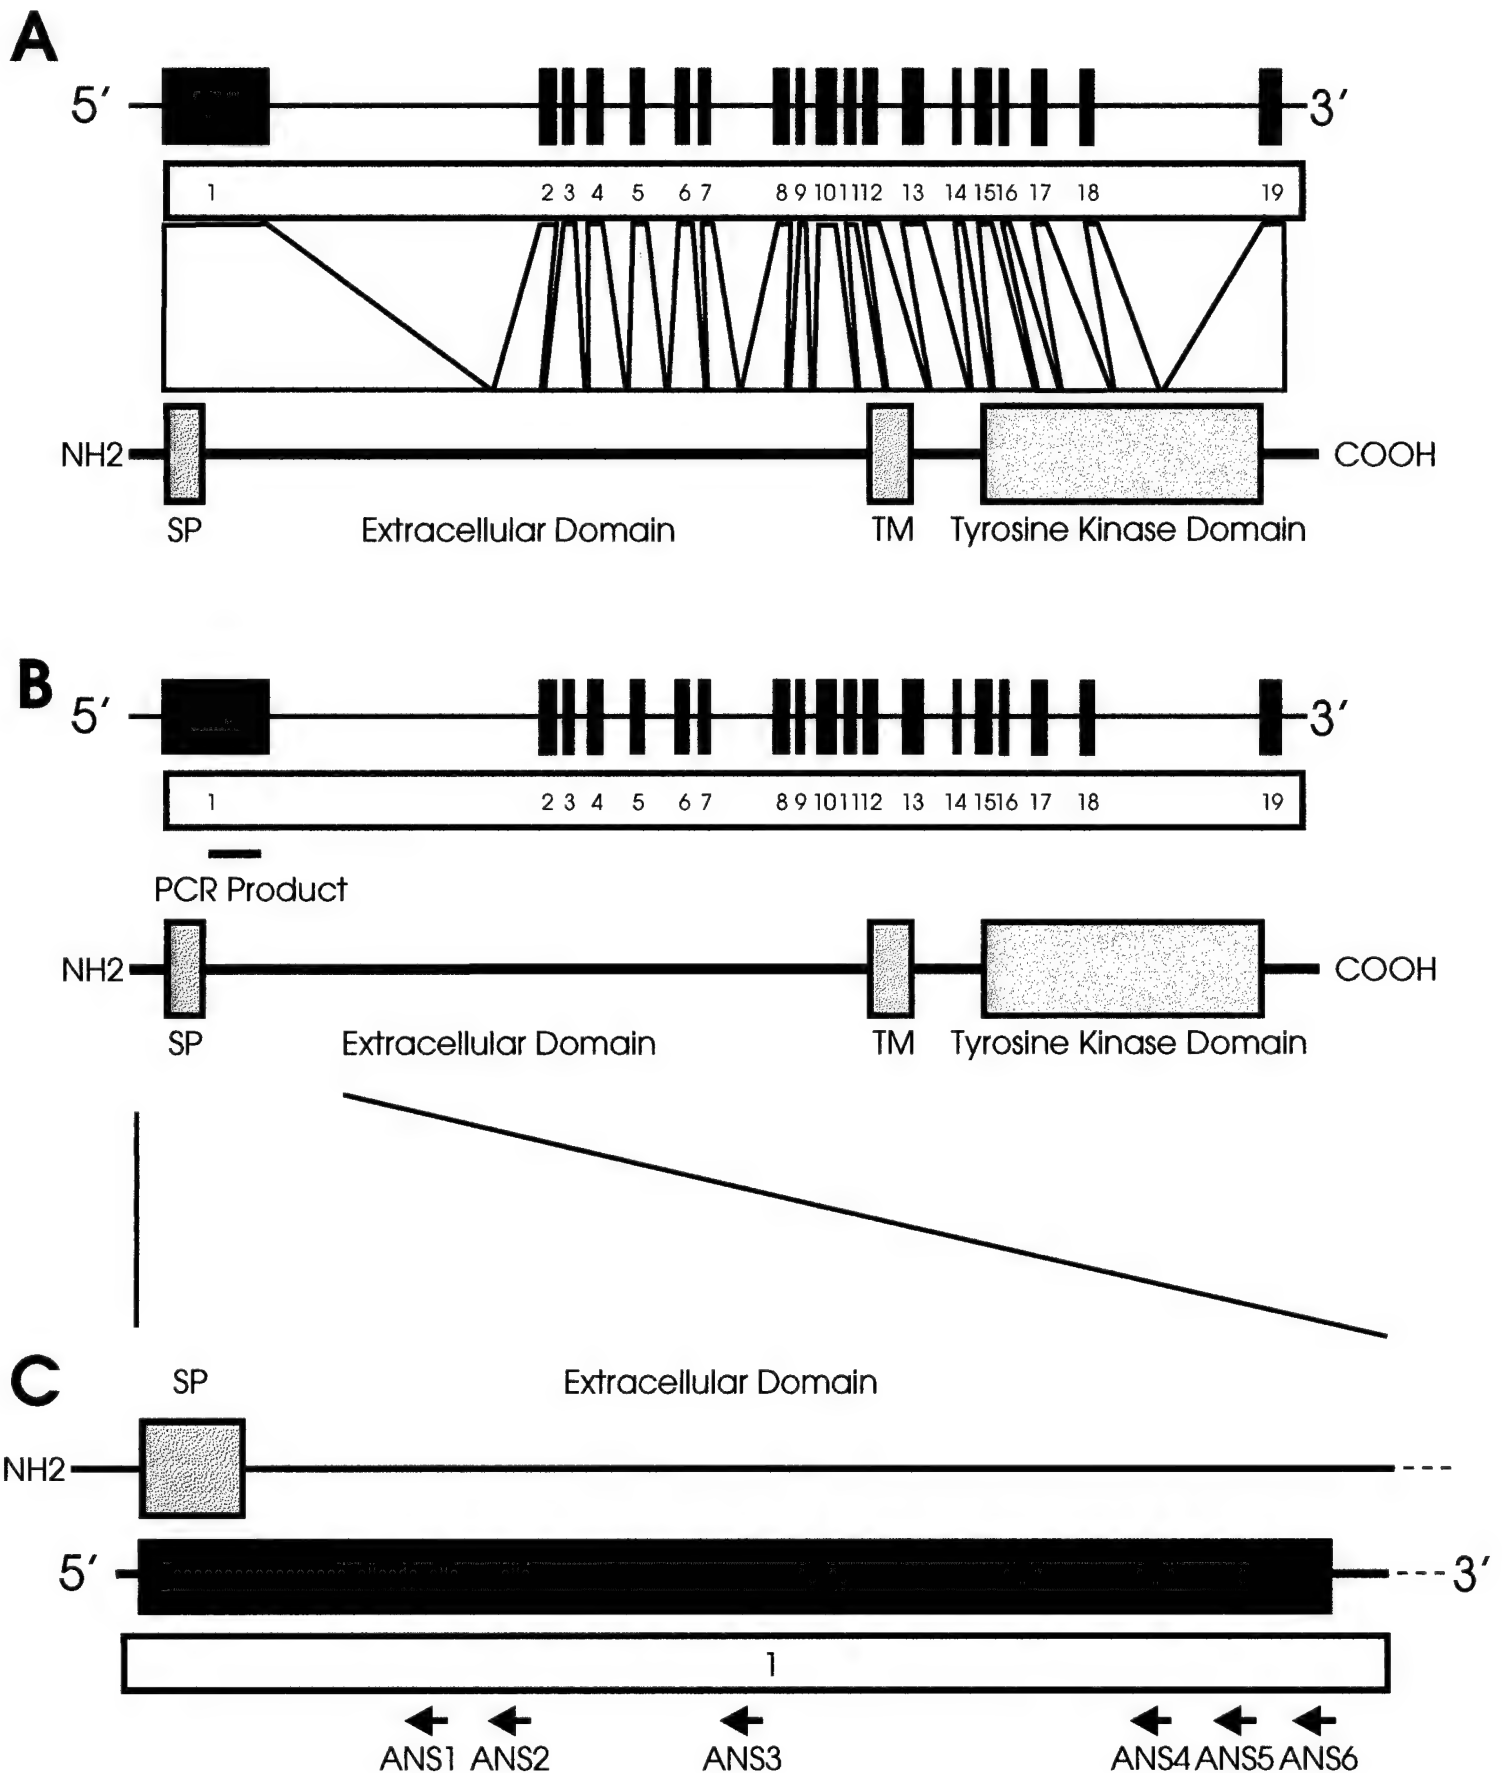 A
5′ 3′
1 2 3 4 5 6 7 8 9 10 11 12 13 14 15 16 17 18 19
NH2 COOH
SP Extracellular Domain TM Tyrosine Kinase Domain
B
5′ 3′
1 2 3 4 5 6 7 8 9 10 11 12 13 14 15 16 17 18 19
PCR Product
NH2 COOH
SP Extracellular Domain TM Tyrosine Kinase Domain
C
SP Extracellular Domain
NH2
5′ 3′
1
ANS1 ANS2 ANS3 ANS4 ANS5 ANS6